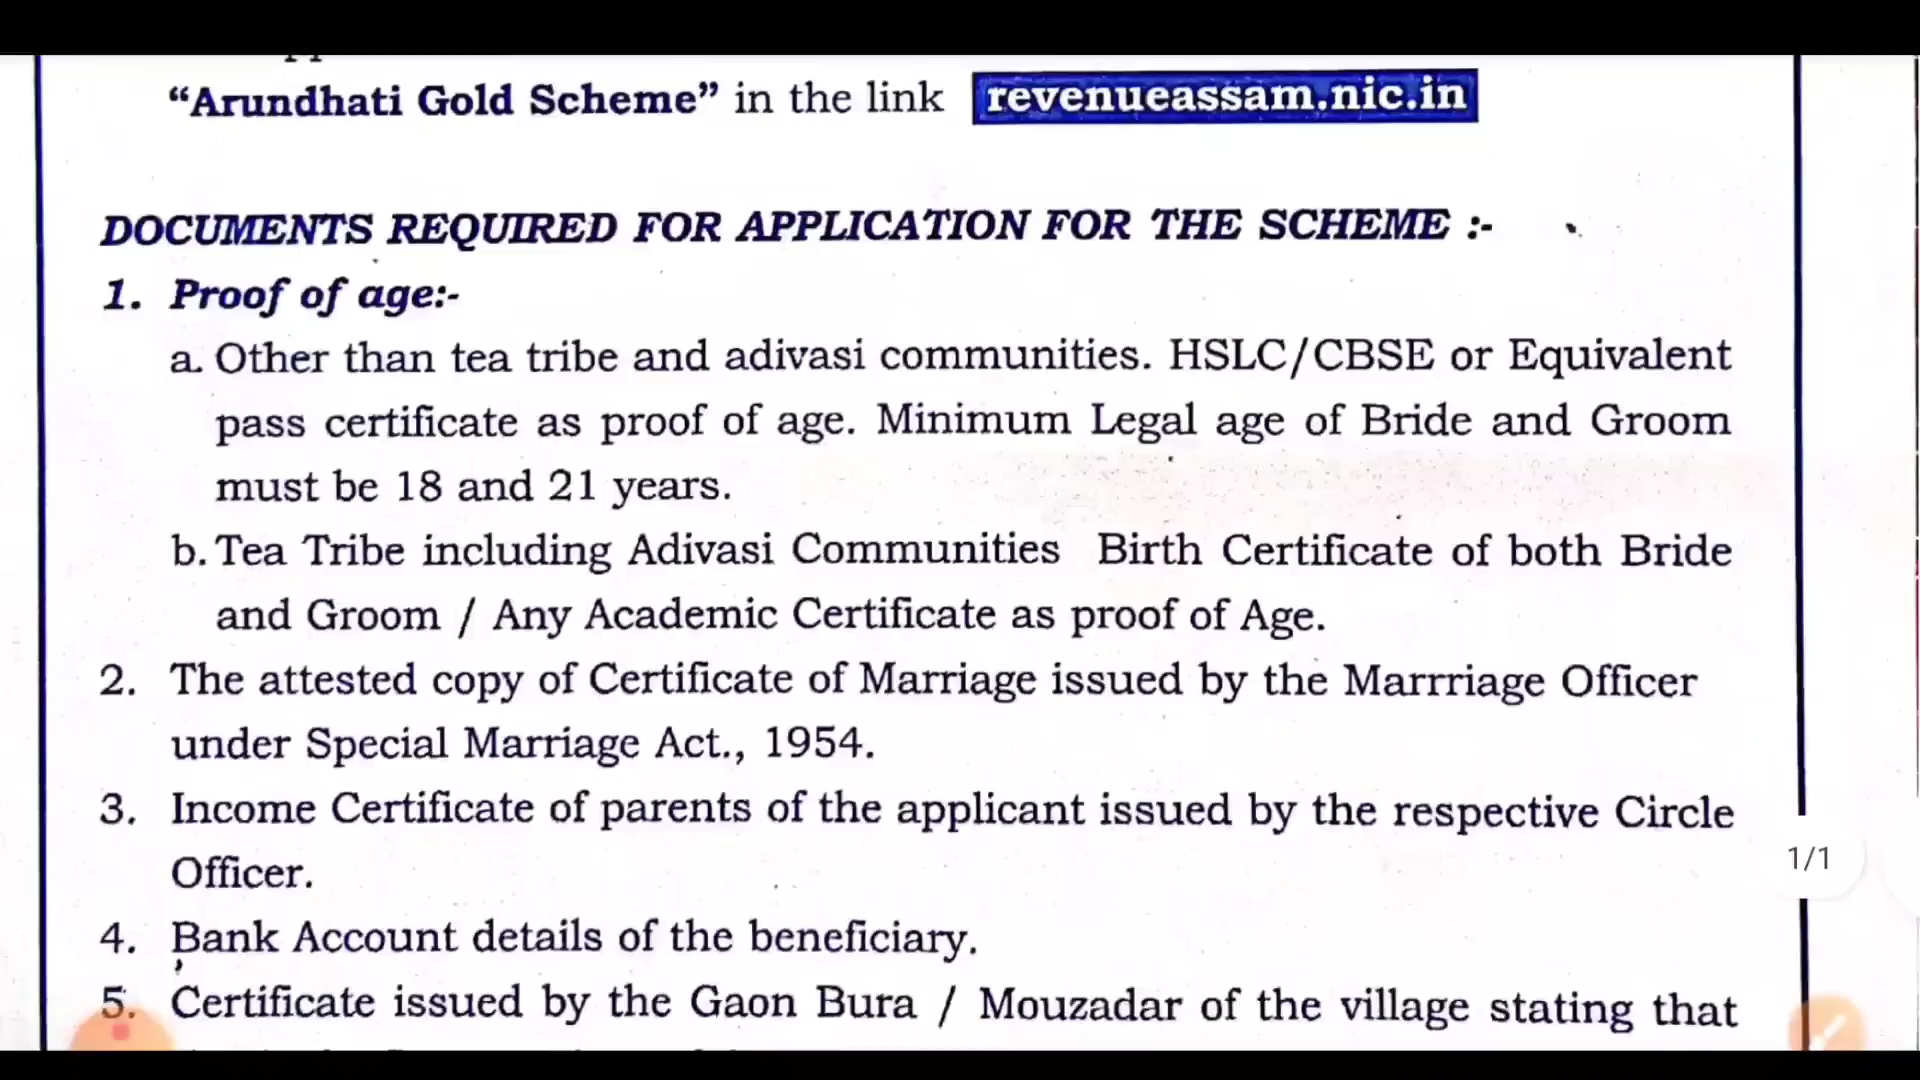 “Arundhati Gold Scheme” in the link revenueassam.nic.in
DOCUMENTS REQUIRED FOR APPLICATION FOR THE SCHEME :-
1. Proof of age:-
a. Other than tea tribe and adivasi communities. HSLC/CBSE or Equivalent
pass certificate as proof of age. Minimum Legal age of Bride and Groom
must be 18 and 21 years.
b. Tea Tribe including Adivasi Communities Birth Certificate of both Bride
and Groom / Any Academic Certificate as proof of Age.
2. The attested copy of Certificate of Marriage issued by the Marrriage Officer
under Special Marriage Act., 1954.
3. Income Certificate of parents of the applicant issued by the respective Circle
Officer.
1/1
4. Bank Account details of the beneficiary.
5. Certificate issued by the Gaon Bura / Mouzadar of the village stating that